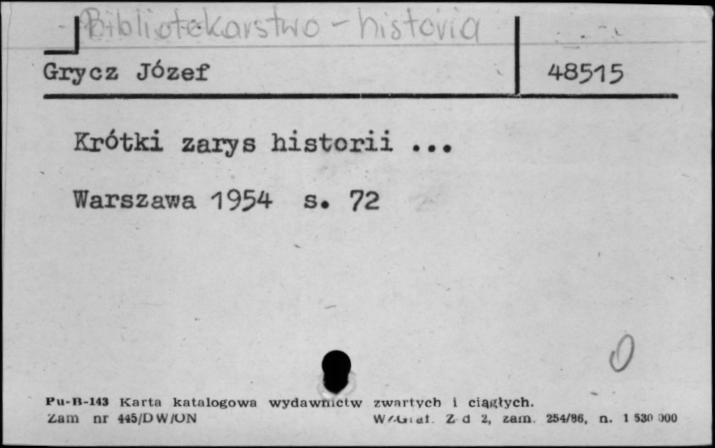 Bibliotekarstwo - historia
Grycz Józef 48515
Krótki zarys historii ...
Warszawa 1954 s. 72
0
Pu-B-143 Karta katalogowa wydawnictw zwartych i ciągłych.
Zam nr 445/DW/ON zam. 254/86, n. 1 530 000